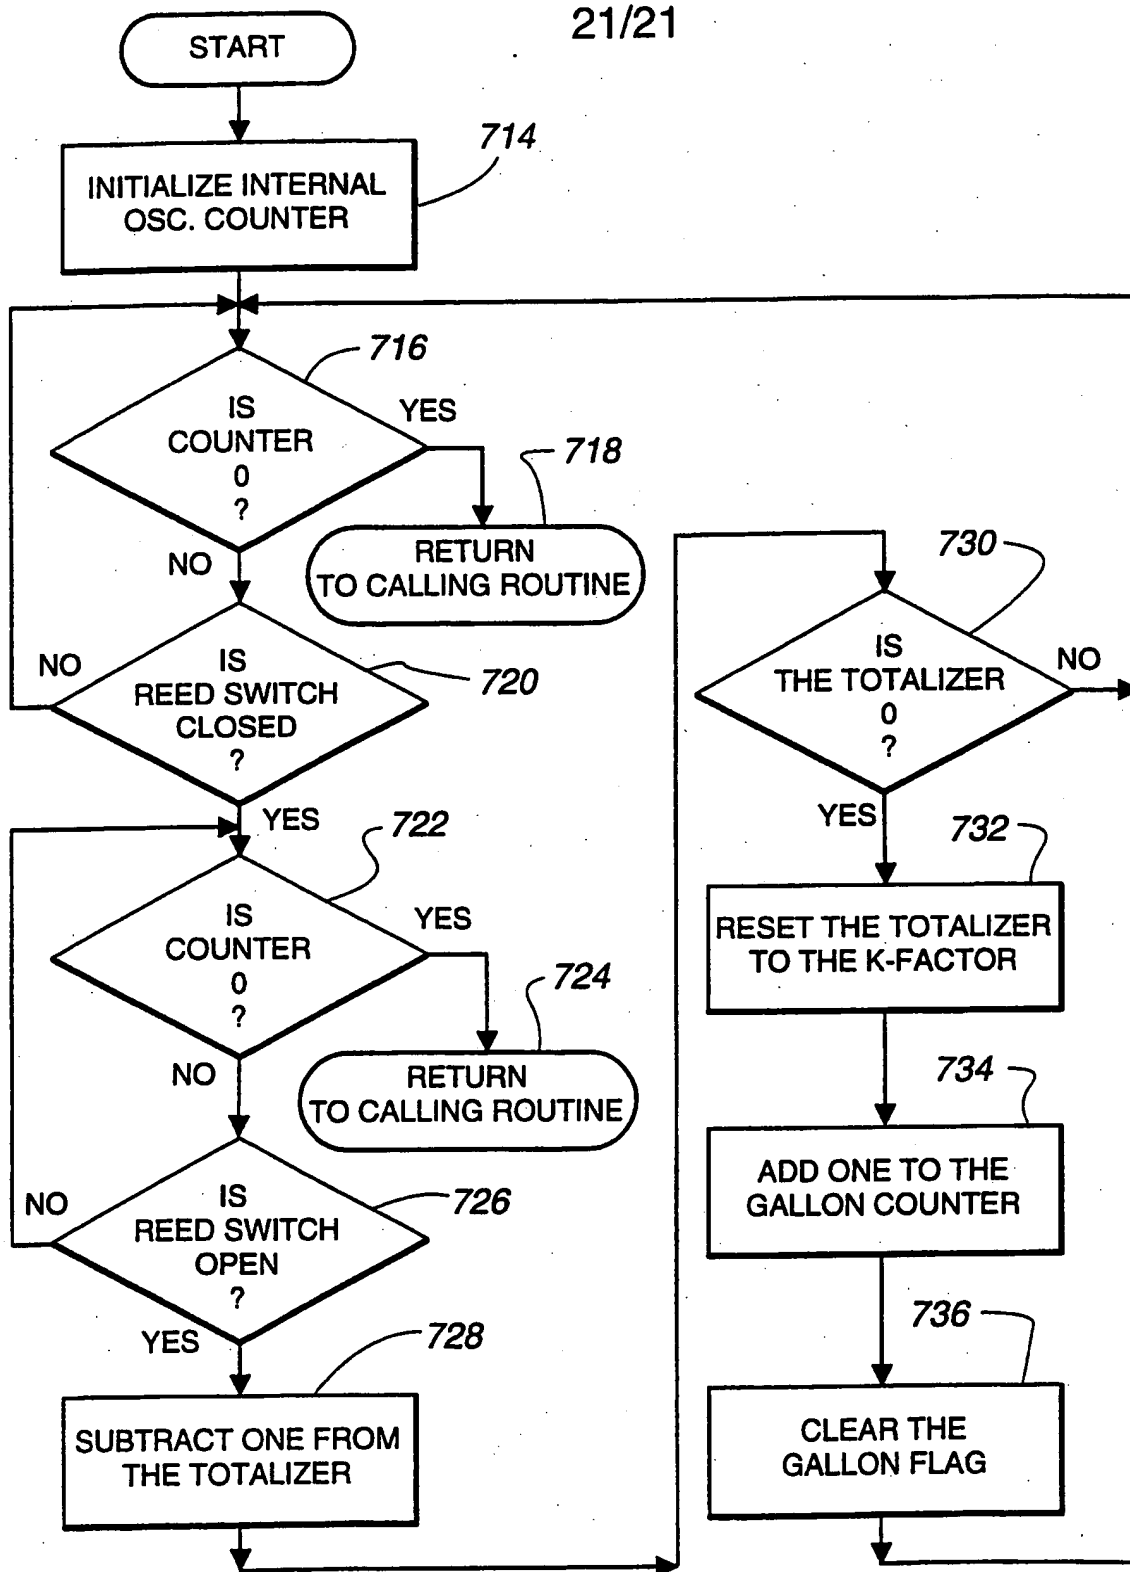 21/21
START
714
INITIALIZE INTERNAL
OSC. COUNTER
716
IS
COUNTER
0
?
YES
718
RETURN
TO CALLING ROUTINE
NO
NO
IS
REED SWITCH
CLOSED
?
720
YES
722
IS
COUNTER
0
?
YES
724
RETURN
TO CALLING ROUTINE
NO
NO
IS
REED SWITCH
OPEN
?
726
YES
728
SUBTRACT ONE FROM
THE TOTALIZER
730
IS
THE TOTALIZER
0
?
NO
YES
732
RESET THE TOTALIZER
TO THE K-FACTOR
734
ADD ONE TO THE
GALLON COUNTER
736
CLEAR THE
GALLON FLAG